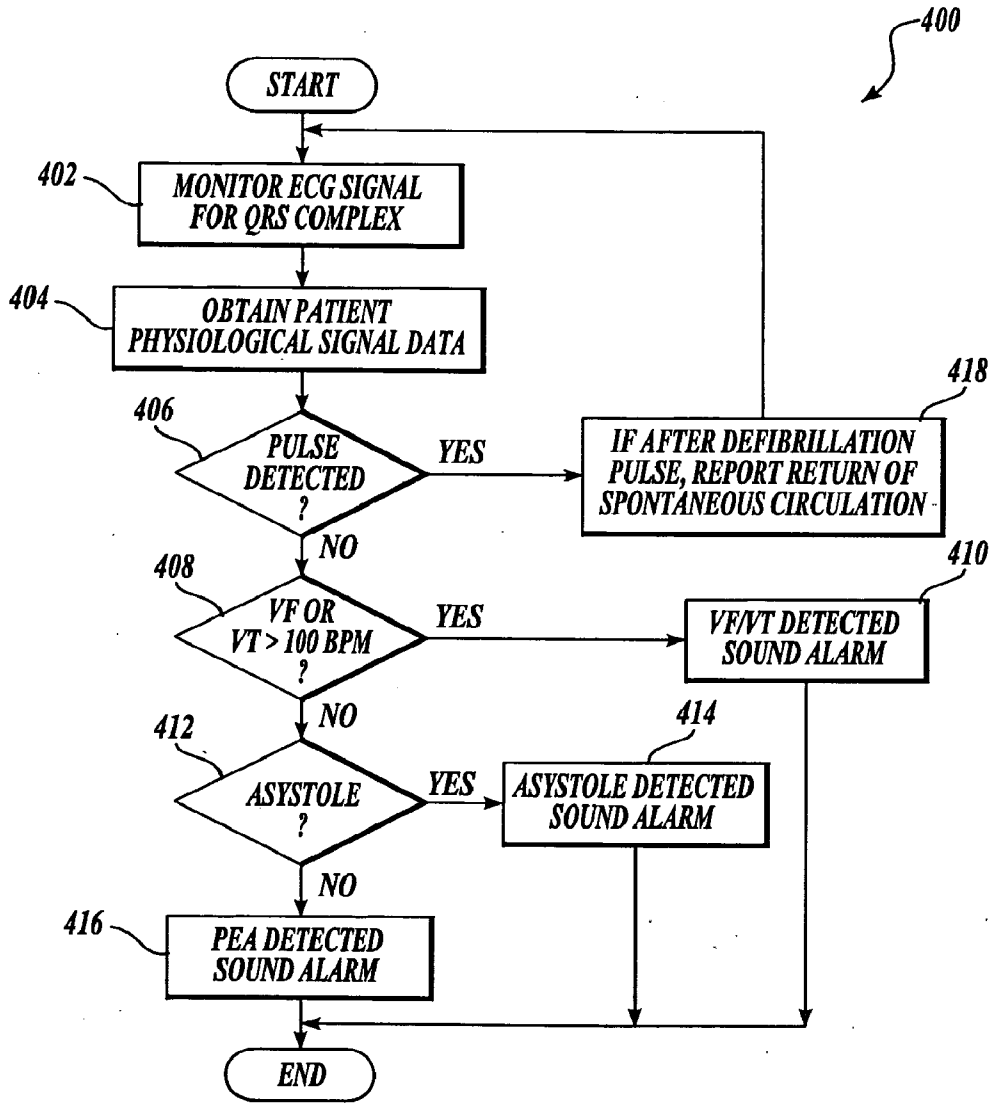 400
START
402
MONITOR ECG SIGNAL
FOR QRS COMPLEX
404
OBTAIN PATIENT
PHYSIOLOGICAL SIGNAL DATA
406
PULSE
DETECTED
?
YES
418
IF AFTER DEFIBRILLATION
PULSE, REPORT RETURN OF
SPONTANEOUS CIRCULATION
NO
408
VF OR
VT > 100 BPM
?
YES
410
VF/VT DETECTED
SOUND ALARM
NO
412
ASYSTOLE
?
YES
414
ASYSTOLE DETECTED
SOUND ALARM
NO
416
PEA DETECTED
SOUND ALARM
END